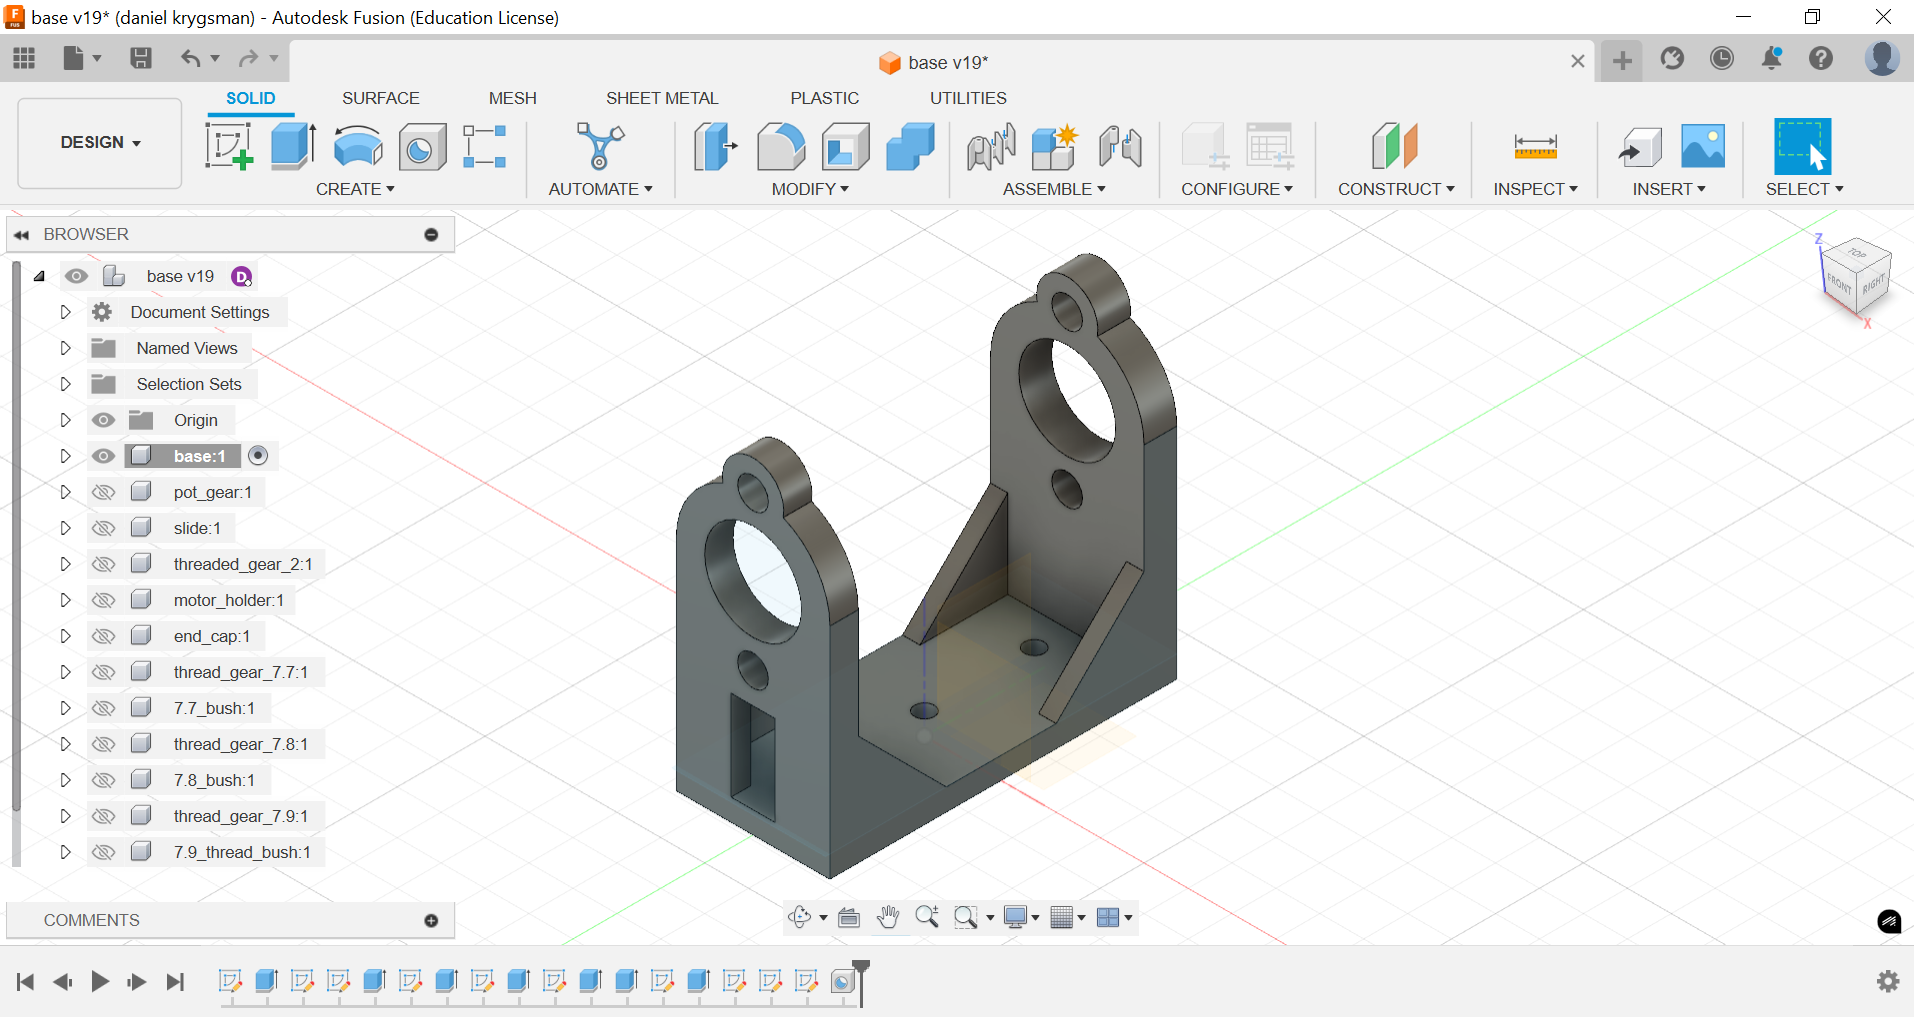 base v19* (daniel krygsman) - Autodesk Fusion (Education License)
base v19*
SOLID SURFACE MESH SHEET METAL PLASTIC UTILITIES
DESIGN
CREATE AUTOMATE MODIFY ASSEMBLE CONFIGURE CONSTRUCT INSPECT INSERT SELECT
BROWSER
base v19 D
Document Settings
Named Views
Selection Sets
Origin
base:1
pot_gear:1
slide:1
threaded_gear_2:1
motor_holder:1
end_cap:1
thread_gear_7.7:1
7.7_bush:1
thread_gear_7.8:1
7.8_bush:1
thread_gear_7.9:1
7.9_thread_bush:1
Z
TOP
FRONT RIGHT
X
COMMENTS